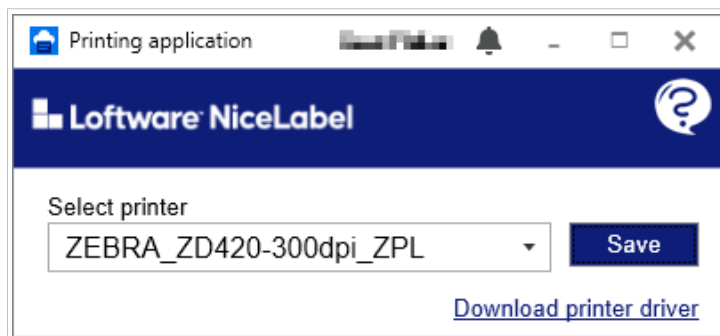 Printing application
Loftware NiceLabel
Select printer
ZEBRA_ZD420-300dpi_ZPL
Save
Download printer driver